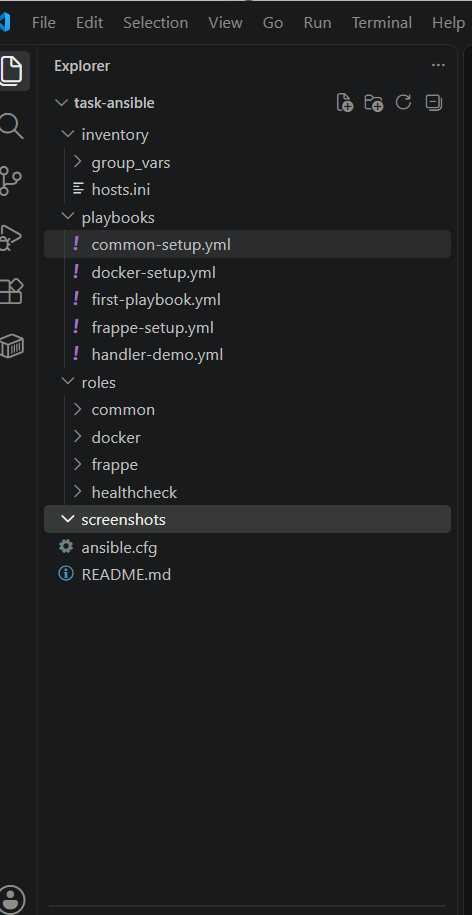 File Edit Selection View Go Run Terminal Help
Explorer
task-ansible
inventory
group_vars
hosts.ini
playbooks
common-setup.yml
docker-setup.yml
first-playbook.yml
frappe-setup.yml
handler-demo.yml
roles
common
docker
frappe
healthcheck
screenshots
ansible.cfg
README.md